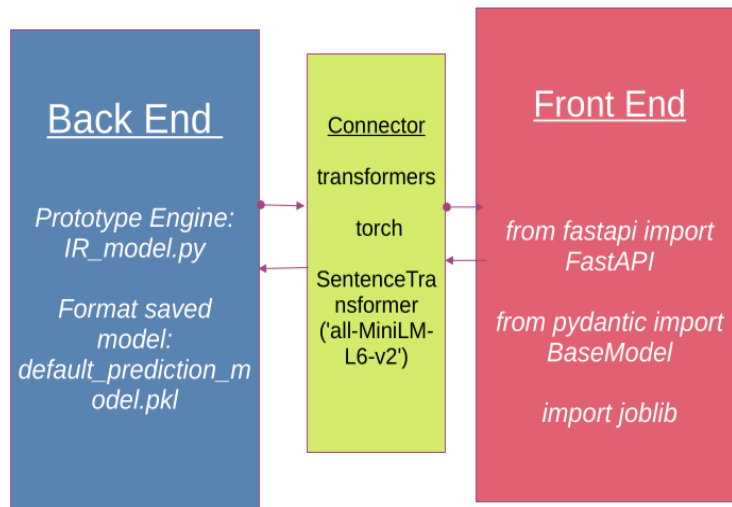 Back End
Prototype Engine:
IR_model.py
Format saved
model:
default_prediction_m
odel.pkl
Connector
transformers
torch
SentenceTra
nsformer
('all-MiniLM-
L6-v2')
Front End
from fastapi import
FastAPI
from pydantic import
BaseModel
import joblib